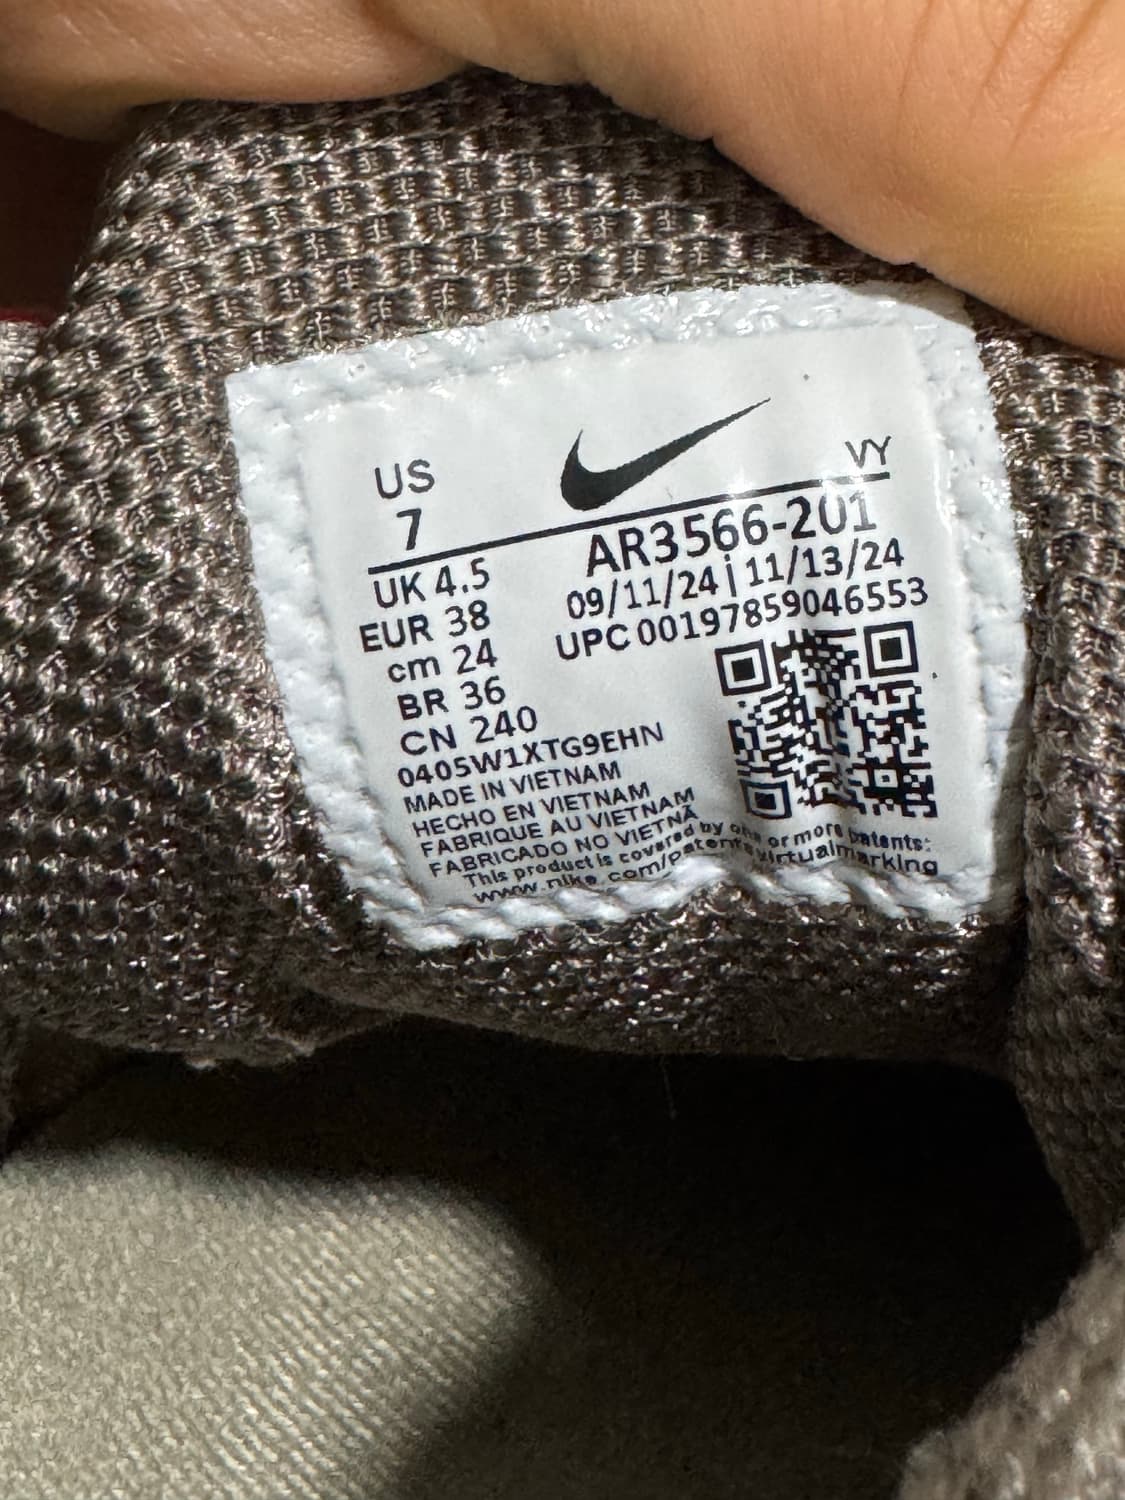 US
7
VY
UK 4.5
EUR 38
cm 24
BR 36
CN 240
AR3566-201
09/11/24 | 11/13/24
UPC 00197859046553
0405W1XTG9EHN
MADE IN VIETNAM
HECHO EN VIETNAM
FABRIQUE AU VIETNAM
FABRICADO NO VIETNÃ
This product is covered by one or more patents:
www.nike.com/patents virtualmarking